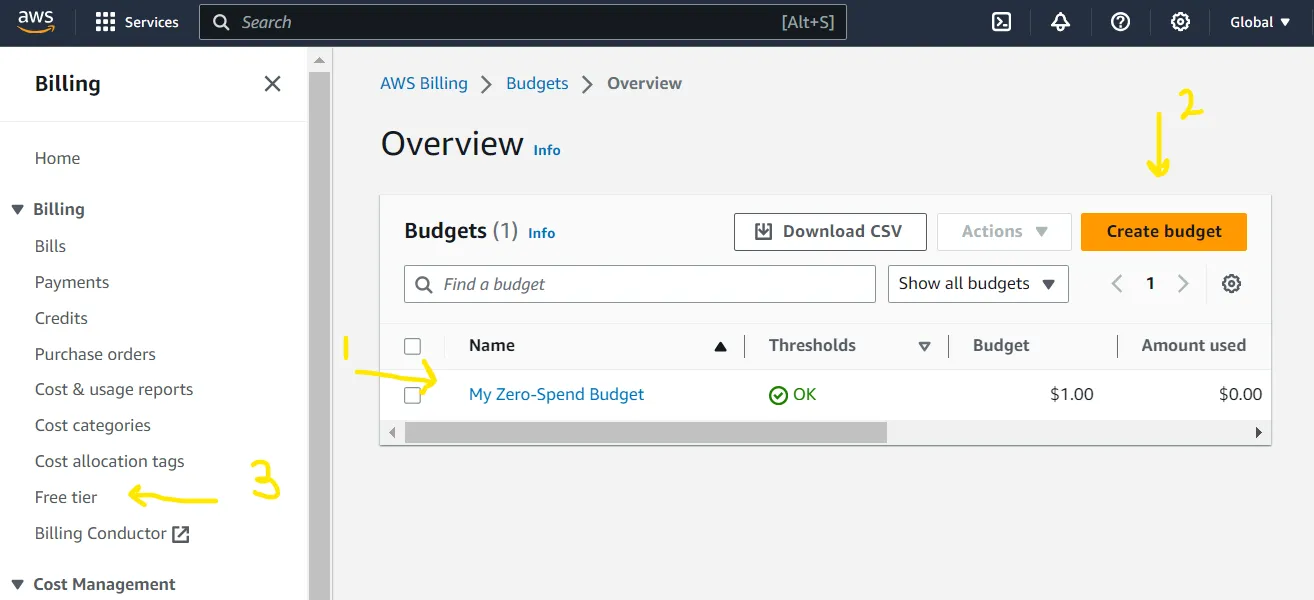 aws Services Search [Alt+S] Global
Billing
Home
Billing
Bills
Payments
Credits
Purchase orders
Cost & usage reports
Cost categories
Cost allocation tags
Free tier
Billing Conductor
Cost Management
AWS Billing Budgets Overview
Overview Info
2
Budgets (1) Info Download CSV Actions Create budget
Find a budget Show all budgets 1
Name Thresholds Budget Amount used
1
My Zero-Spend Budget OK $1.00 $0.00
3